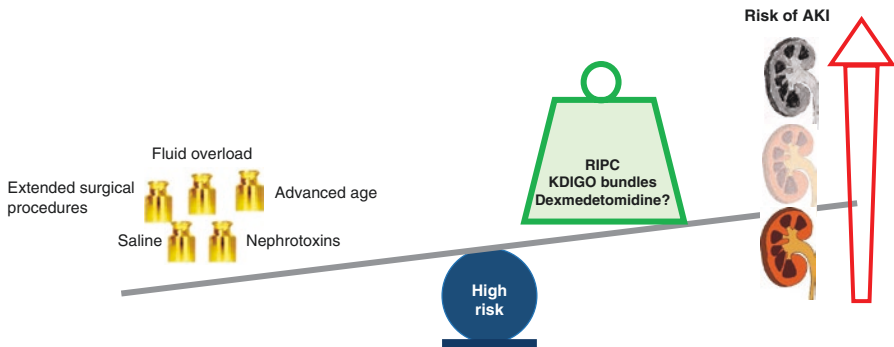 Risk of AKI
Fluid overload
Extended surgical
procedures
Advanced age
Saline
Nephrotoxins
RIPC
KDIGO bundles
Dexmedetomidine?
High
risk